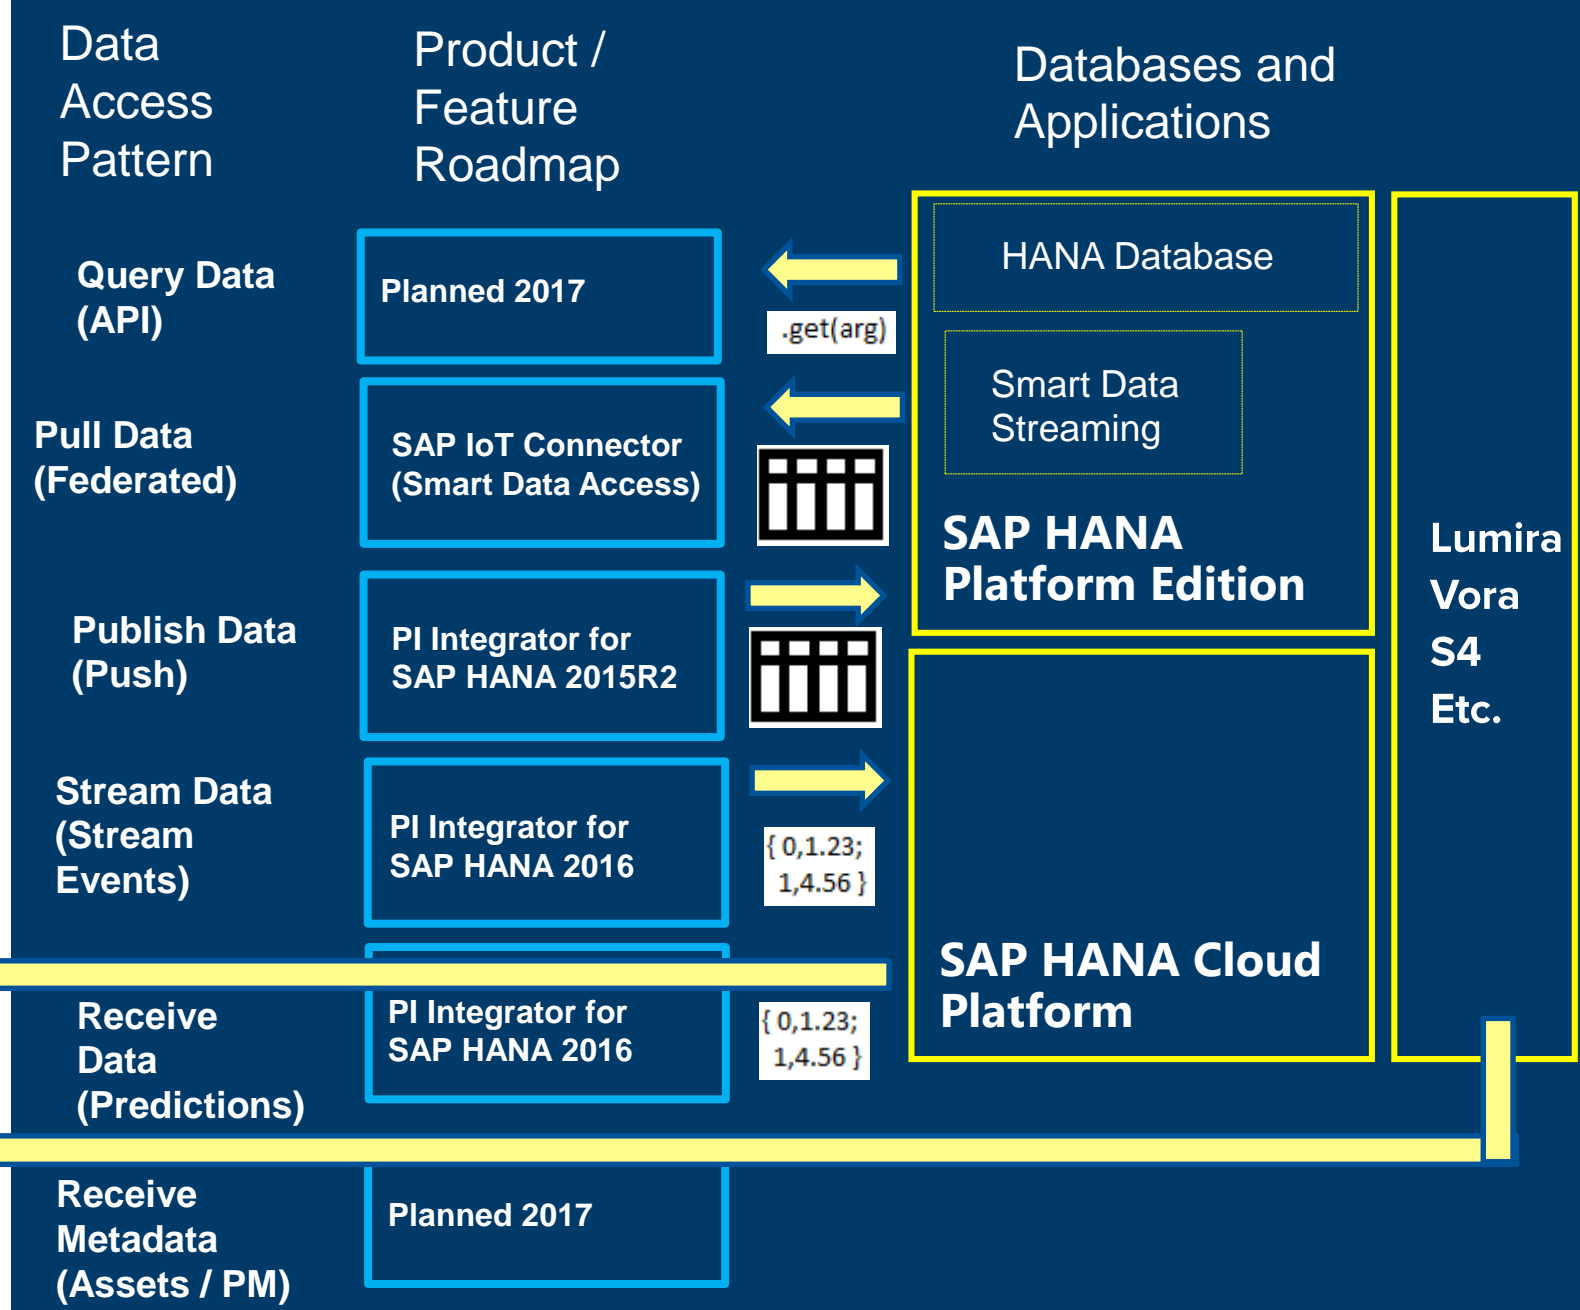 Data
Access
Pattern
Product /
Feature
Roadmap
Databases and
Applications
Query Data
(API)
Planned 2017
.get(arg)
HANA Database
Pull Data
(Federated)
SAP IoT Connector
(Smart Data Access)
Smart Data
Streaming
SAP HANA
Platform Edition
Publish Data
(Push)
PI Integrator for
SAP HANA 2015R2
Lumira
Vora
S4
Etc.
Stream Data
(Stream
Events)
PI Integrator for
SAP HANA 2016
{ 0,1.23;
1,4.56 }
SAP HANA Cloud
Platform
Receive
Data
(Predictions)
PI Integrator for
SAP HANA 2016
{ 0,1.23;
1,4.56 }
Receive
Metadata
(Assets / PM)
Planned 2017